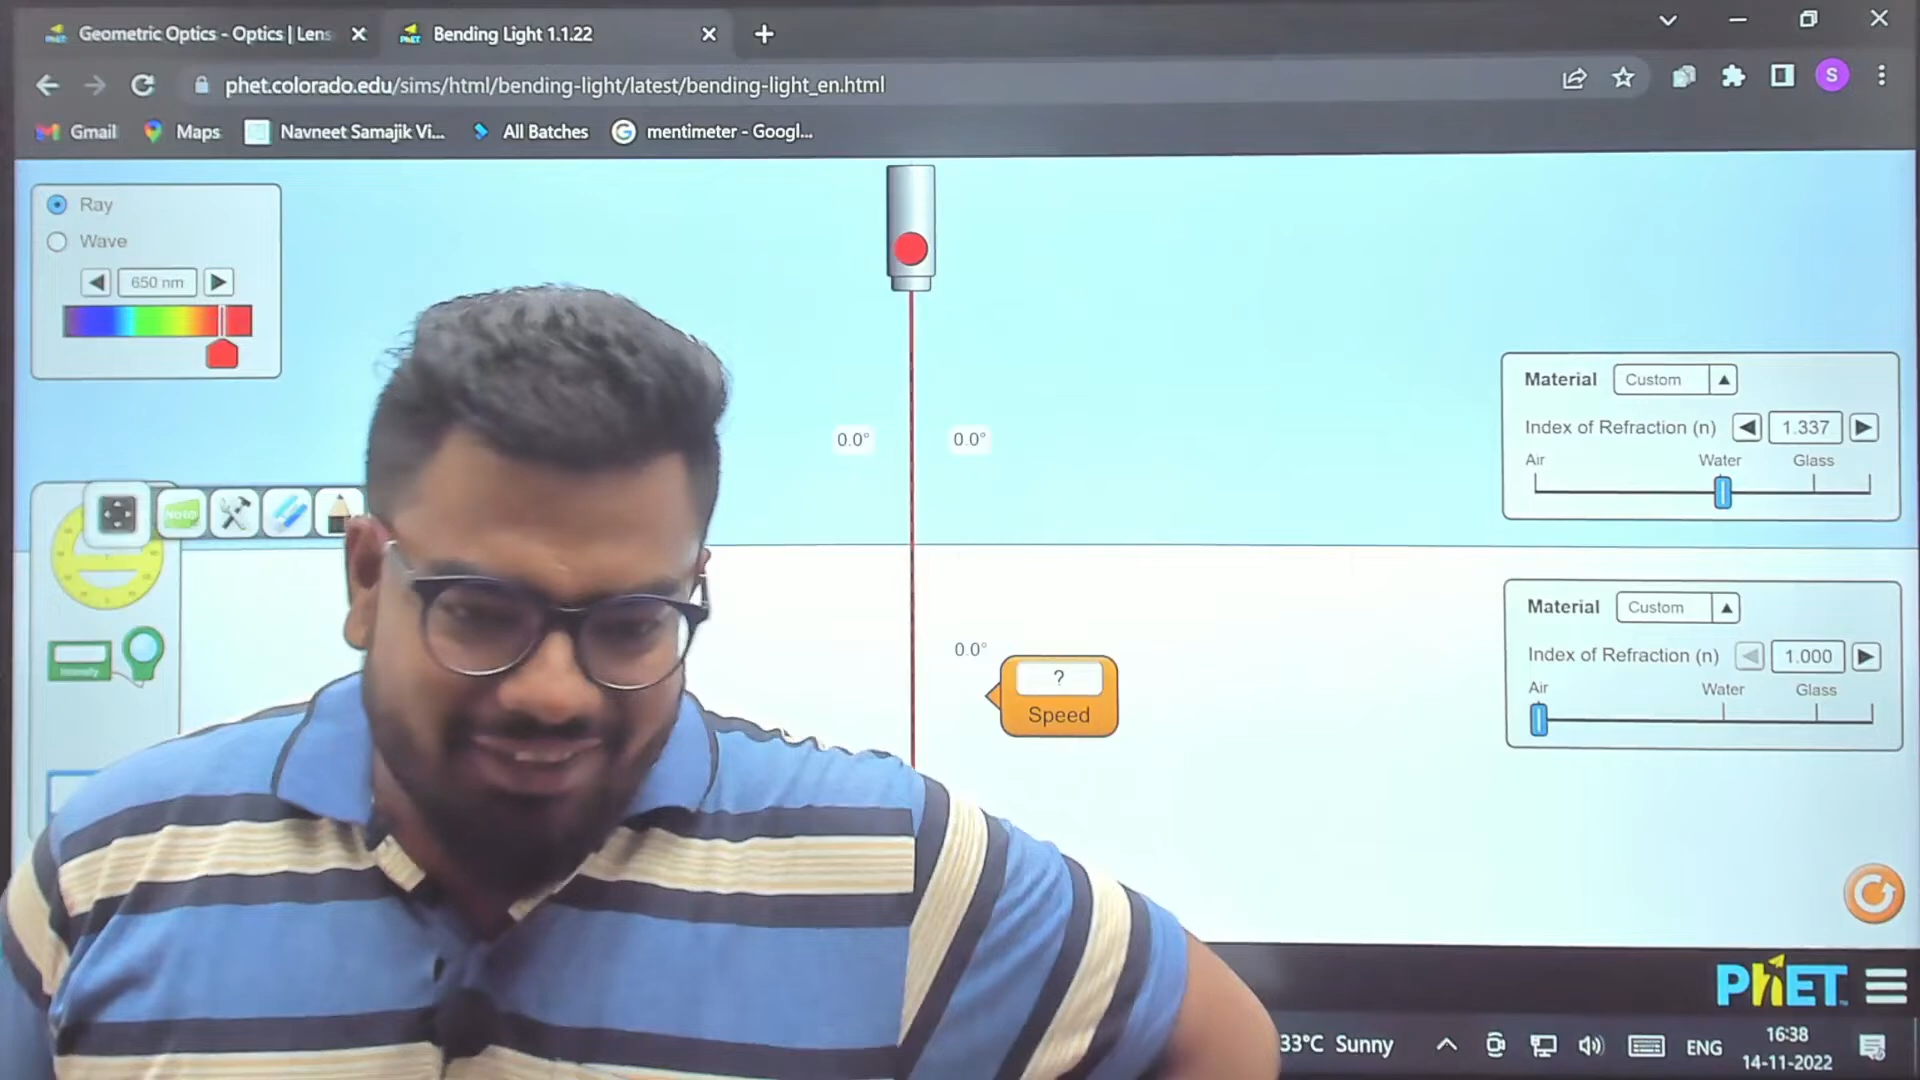 Geometric Optics - Optics | Lens
Bending Light 1.1.22
phet.colorado.edu/sims/html/bending-light/latest/bending-light_en.html
S
Gmail
Maps
Navneet Samajik Vi...
All Batches
mentimeter - Googl...
Ray
Wave
650 nm
Material Custom
Index of Refraction (n) 1.337
Air Water Glass
0.0° 0.0°
NOTE
Material Custom
Index of Refraction (n) 1.000
Air Water Glass
0.0°
?
Speed
Intensity
PhET
33°C Sunny
ENG
16:38
14-11-2022